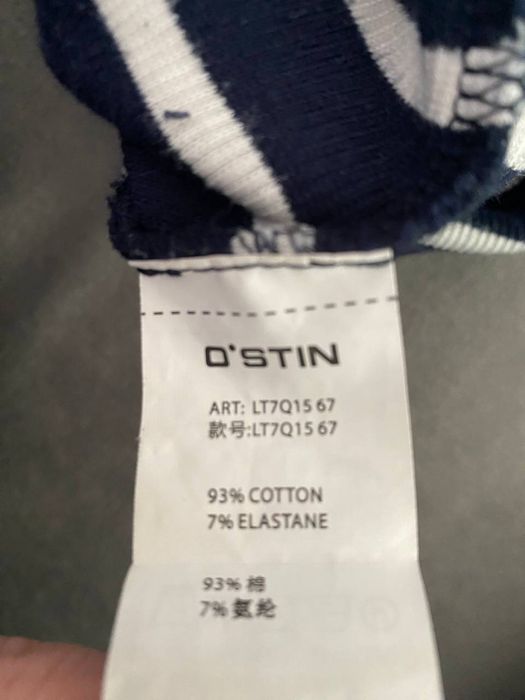 O'STIN
ART: LT7Q15 67
款号:LT7Q15 67
93% COTTON
7% ELASTANE
93% 棉
7% 氨纶